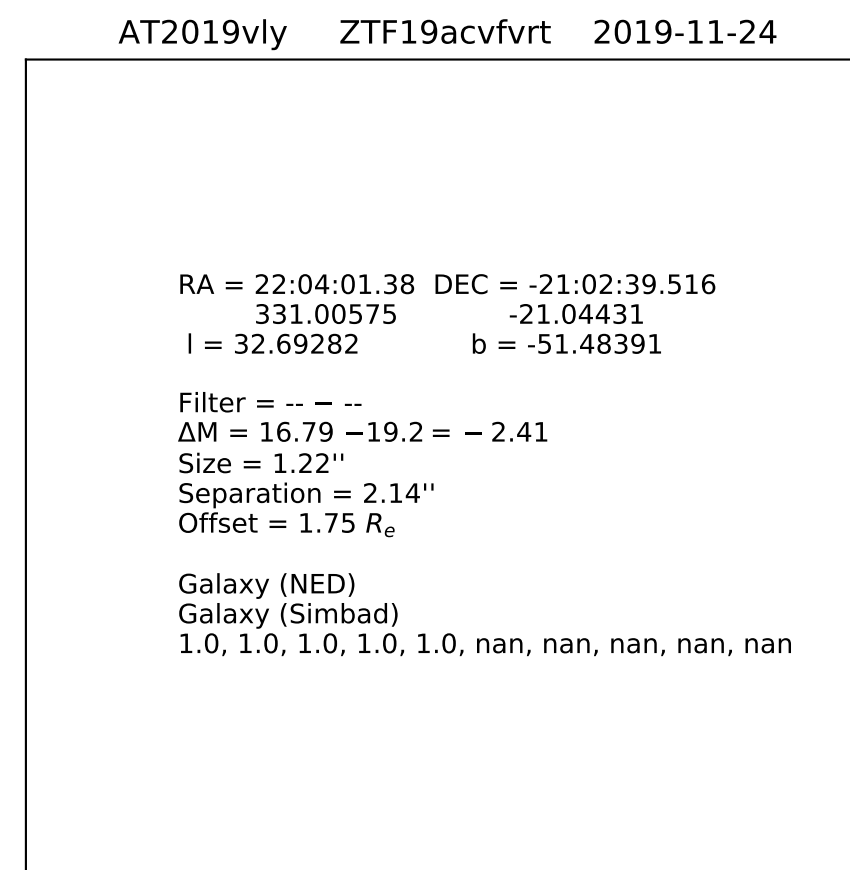 AT2019vly ZTF19acvfvrt 2019-11-24
RA = 22:04:01.38 DEC = -21:02:39.516
331.00575 -21.04431
l = 32.69282 b = -51.48391
Filter = -- − --
ΔM = 16.79 −19.2 = − 2.41
Size = 1.22''
Separation = 2.14''
Offset = 1.75 Rₑ
Galaxy (NED)
Galaxy (Simbad)
1.0, 1.0, 1.0, 1.0, 1.0, nan, nan, nan, nan, nan